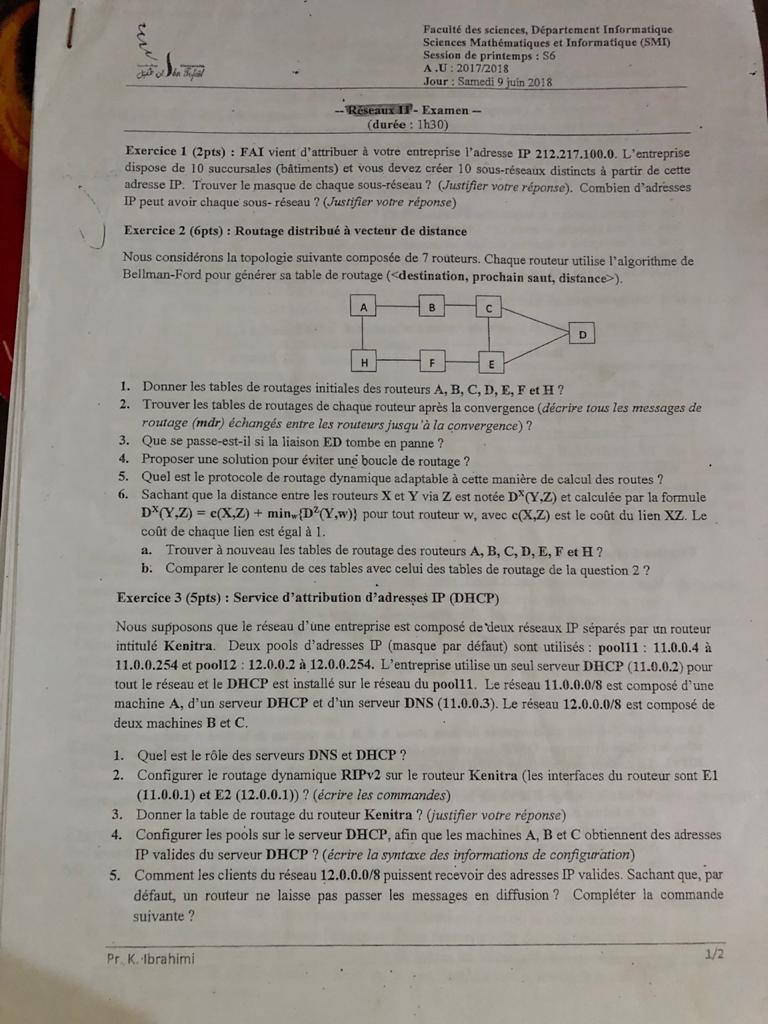 Faculté des sciences, Département Informatique
Sciences Mathématiques et Informatique (SMI)
Session de printemps : S6
A.U : 2017/2018
Jour : Samedi 9 juin 2018
-- Réseaux II - Examen --
(durée : 1h30)
Exercice 1 (2pts) : FAI vient d'attribuer à votre entreprise l'adresse IP 212.217.100.0. L'entreprise
dispose de 10 succursales (bâtiments) et vous devez créer 10 sous-réseaux distincts à partir de cette
adresse IP. Trouver le masque de chaque sous-réseau ? (Justifier votre réponse). Combien d'adresses
IP peut avoir chaque sous- réseau ? (Justifier votre réponse)
Exercice 2 (6pts) : Routage distribué à vecteur de distance
Nous considérons la topologie suivante composée de 7 routeurs. Chaque routeur utilise l'algorithme de
Bellman-Ford pour générer sa table de routage (<destination, prochain saut, distance>).
A B C
D
H F E
1. Donner les tables de routages initiales des routeurs A, B, C, D, E, F et H ?
2. Trouver les tables de routages de chaque routeur après la convergence (décrire tous les messages de
routage (mdr) échangés entre les routeurs jusqu'à la convergence) ?
3. Que se passe-est-il si la liaison ED tombe en panne ?
4. Proposer une solution pour éviter une boucle de routage ?
5. Quel est le protocole de routage dynamique adaptable à cette manière de calcul des routes ?
6. Sachant que la distance entre les routeurs X et Y via Z est notée Dˣ(Y,Z) et calculée par la formule
Dˣ(Y,Z) = c(X,Z) + minw{Dᶻ(Y,w)} pour tout routeur w, avec c(X,Z) est le coût du lien XZ. Le
coût de chaque lien est égal à 1.
a. Trouver à nouveau les tables de routage des routeurs A, B, C, D, E, F et H ?
b. Comparer le contenu de ces tables avec celui des tables de routage de la question 2 ?
Exercice 3 (5pts) : Service d'attribution d'adresses IP (DHCP)
Nous supposons que le réseau d'une entreprise est composé de deux réseaux IP séparés par un routeur
intitulé Kenitra. Deux pools d'adresses IP (masque par défaut) sont utilisés : pool11 : 11.0.0.4 à
11.0.0.254 et pool12 : 12.0.0.2 à 12.0.0.254. L'entreprise utilise un seul serveur DHCP (11.0.0.2) pour
tout le réseau et le DHCP est installé sur le réseau du pool11. Le réseau 11.0.0.0/8 est composé d'une
machine A, d'un serveur DHCP et d'un serveur DNS (11.0.0.3). Le réseau 12.0.0.0/8 est composé de
deux machines B et C.
1. Quel est le rôle des serveurs DNS et DHCP ?
2. Configurer le routage dynamique RIPv2 sur le routeur Kenitra (les interfaces du routeur sont E1
(11.0.0.1) et E2 (12.0.0.1)) ? (écrire les commandes)
3. Donner la table de routage du routeur Kenitra ? (justifier votre réponse)
4. Configurer les pools sur le serveur DHCP, afin que les machines A, B et C obtiennent des adresses
IP valides du serveur DHCP ? (écrire la syntaxe des informations de configuration)
5. Comment les clients du réseau 12.0.0.0/8 puissent recevoir des adresses IP valides. Sachant que, par
défaut, un routeur ne laisse pas passer les messages en diffusion ? Compléter la commande
suivante ?
Pr. K. Ibrahimi
1/2